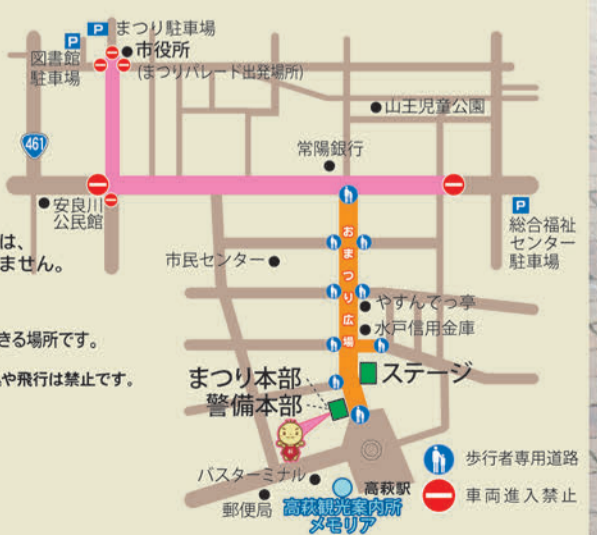 P まつり駐車場
P
図書館
駐車場
市役所
(まつりパレード出発場所)
山王児童公園
461
常陽銀行
安良川
公民館
P
総合福祉
センター
駐車場
は、
ません。
市民センター
おまつり広場
きる場所です。
やすんでっ亭
水戸信用金庫
や飛行は禁止です。
まつり本部
警備本部
ステージ
バスターミナル
郵便局
高萩駅
高萩観光案内所
メモリア
歩行者専用道路
車両進入禁止